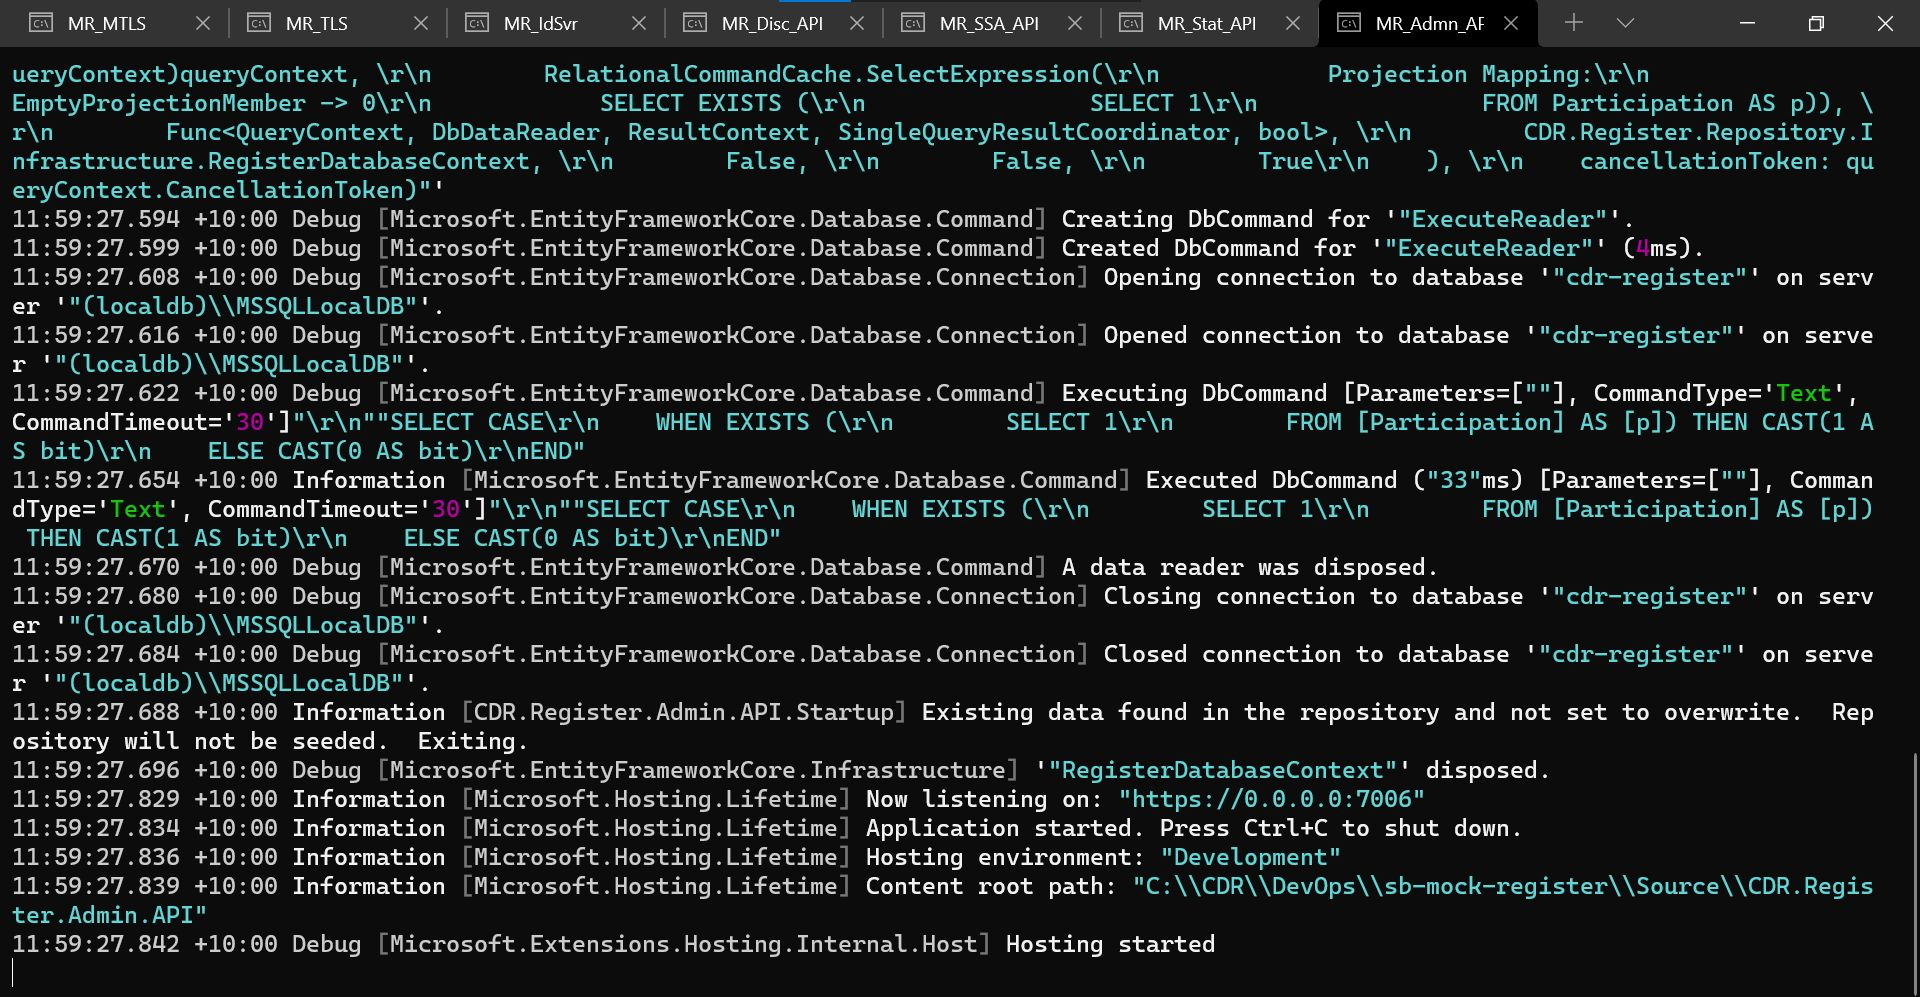 MR_MTLS MR_TLS MR_IdSvr MR_Disc_API MR_SSA_API MR_Stat_API MR_Admn_AP
ueryContext)queryContext, \r\n        RelationalCommandCache.SelectExpression(\r\n            Projection Mapping:\r\n
EmptyProjectionMember -> 0\r\n            SELECT EXISTS (\r\n                SELECT 1\r\n                FROM Participation AS p)), \
r\n        Func<QueryContext, DbDataReader, ResultContext, SingleQueryResultCoordinator, bool>, \r\n        CDR.Register.Repository.I
nfrastructure.RegisterDatabaseContext, \r\n        False, \r\n        False, \r\n        True\r\n    ), \r\n    cancellationToken: qu
eryContext.CancellationToken)"'
11:59:27.594 +10:00 Debug [Microsoft.EntityFrameworkCore.Database.Command] Creating DbCommand for '"ExecuteReader"'.
11:59:27.599 +10:00 Debug [Microsoft.EntityFrameworkCore.Database.Command] Created DbCommand for '"ExecuteReader"' (4ms).
11:59:27.608 +10:00 Debug [Microsoft.EntityFrameworkCore.Database.Connection] Opening connection to database '"cdr-register"' on serv
er '"(localdb)\\MSSQLLocalDB"'.
11:59:27.616 +10:00 Debug [Microsoft.EntityFrameworkCore.Database.Connection] Opened connection to database '"cdr-register"' on serve
r '"(localdb)\\MSSQLLocalDB"'.
11:59:27.622 +10:00 Debug [Microsoft.EntityFrameworkCore.Database.Command] Executing DbCommand [Parameters=[""], CommandType='Text',
CommandTimeout='30']"\r\n""SELECT CASE\r\n    WHEN EXISTS (\r\n        SELECT 1\r\n        FROM [Participation] AS [p]) THEN CAST(1 A
S bit)\r\n    ELSE CAST(0 AS bit)\r\nEND"
11:59:27.654 +10:00 Information [Microsoft.EntityFrameworkCore.Database.Command] Executed DbCommand ("33"ms) [Parameters=[""], Comman
dType='Text', CommandTimeout='30']"\r\n""SELECT CASE\r\n    WHEN EXISTS (\r\n        SELECT 1\r\n        FROM [Participation] AS [p])
THEN CAST(1 AS bit)\r\n    ELSE CAST(0 AS bit)\r\nEND"
11:59:27.670 +10:00 Debug [Microsoft.EntityFrameworkCore.Database.Command] A data reader was disposed.
11:59:27.680 +10:00 Debug [Microsoft.EntityFrameworkCore.Database.Connection] Closing connection to database '"cdr-register"' on serv
er '"(localdb)\\MSSQLLocalDB"'.
11:59:27.684 +10:00 Debug [Microsoft.EntityFrameworkCore.Database.Connection] Closed connection to database '"cdr-register"' on serve
r '"(localdb)\\MSSQLLocalDB"'.
11:59:27.688 +10:00 Information [CDR.Register.Admin.API.Startup] Existing data found in the repository and not set to overwrite.  Rep
ository will not be seeded.  Exiting.
11:59:27.696 +10:00 Debug [Microsoft.EntityFrameworkCore.Infrastructure] '"RegisterDatabaseContext"' disposed.
11:59:27.829 +10:00 Information [Microsoft.Hosting.Lifetime] Now listening on: "https://0.0.0.0:7006"
11:59:27.834 +10:00 Information [Microsoft.Hosting.Lifetime] Application started. Press Ctrl+C to shut down.
11:59:27.836 +10:00 Information [Microsoft.Hosting.Lifetime] Hosting environment: "Development"
11:59:27.839 +10:00 Information [Microsoft.Hosting.Lifetime] Content root path: "C:\\CDR\\DevOps\\sb-mock-register\\Source\\CDR.Regis
ter.Admin.API"
11:59:27.842 +10:00 Debug [Microsoft.Extensions.Hosting.Internal.Host] Hosting started